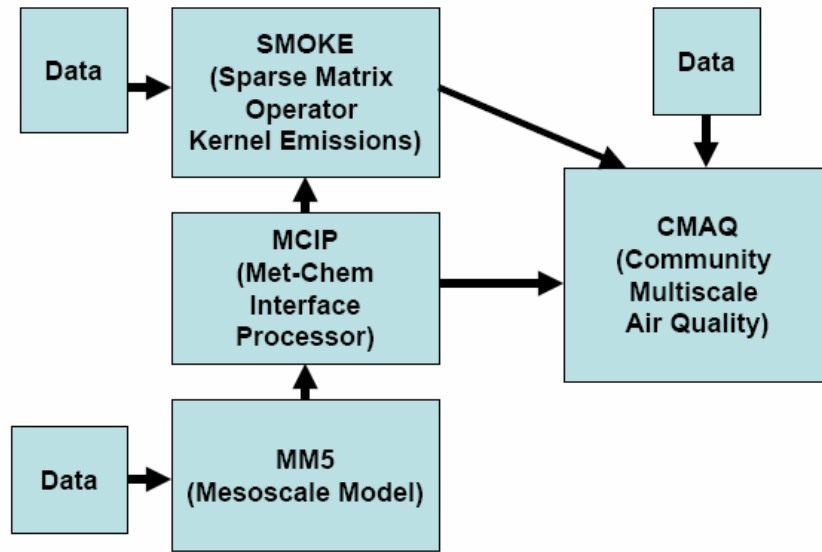 Data
SMOKE
(Sparse Matrix
Operator
Kernel Emissions)
Data
MCIP
(Met-Chem
Interface
Processor)
CMAQ
(Community
Multiscale
Air Quality)
Data
MM5
(Mesoscale Model)